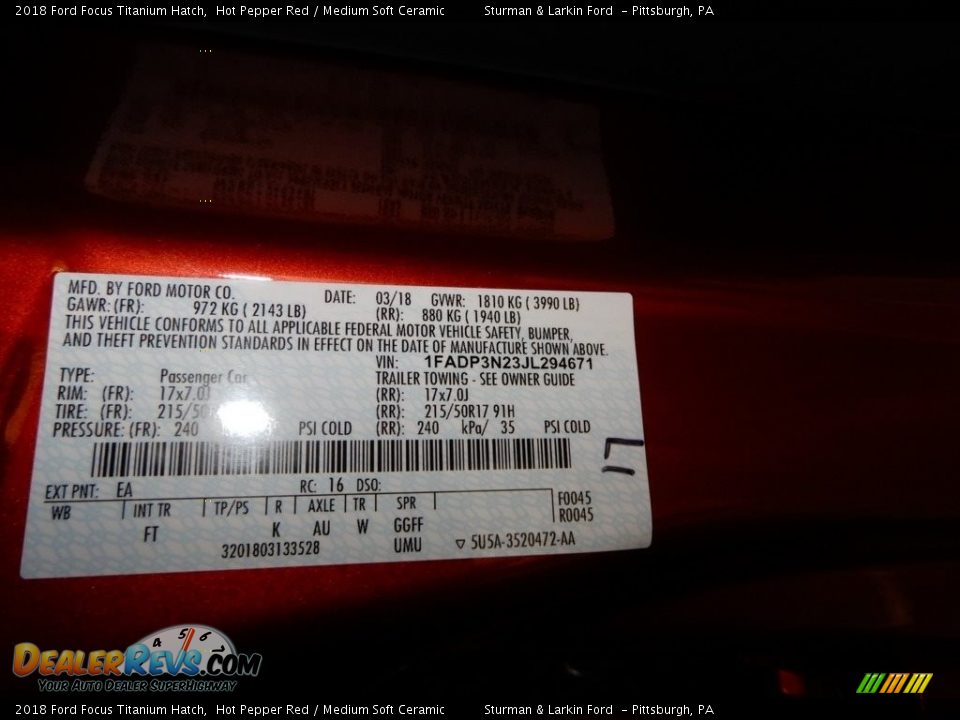 2018 Ford Focus Titanium Hatch, Hot Pepper Red / Medium Soft Ceramic Sturman & Larkin Ford - Pittsburgh, PA
MFD. BY FORD MOTOR CO. DATE: 03/18 GVWR: 1810 KG ( 3990 LB)
GAWR: (FR): 972 KG ( 2143 LB) (RR): 880 KG ( 1940 LB)
THIS VEHICLE CONFORMS TO ALL APPLICABLE FEDERAL MOTOR VEHICLE SAFETY, BUMPER,
AND THEFT PREVENTION STANDARDS IN EFFECT ON THE DATE OF MANUFACTURE SHOWN ABOVE.
VIN: 1FADP3N23JL294671
TYPE: Passenger Car TRAILER TOWING - SEE OWNER GUIDE
RIM: (FR): 17x7.0J (RR): 17x7.0J
TIRE: (FR): 215/50 (RR): 215/50R17 91H
PRESSURE: (FR): 240 PSI COLD (RR): 240 kPa/ 35 PSI COLD
17
EXT PNT: EA RC: 16 DSO:
WB INT TR TP/PS R AXLE TR SPR F0045
R0045
FT K AU W GGFF
3201803133528 UMU ▽ 5U5A-3520472-AA
4 5 6
DEALERREVS.COM
YOUR AUTO DEALER SUPERHIGHWAY
2018 Ford Focus Titanium Hatch, Hot Pepper Red / Medium Soft Ceramic Sturman & Larkin Ford - Pittsburgh, PA